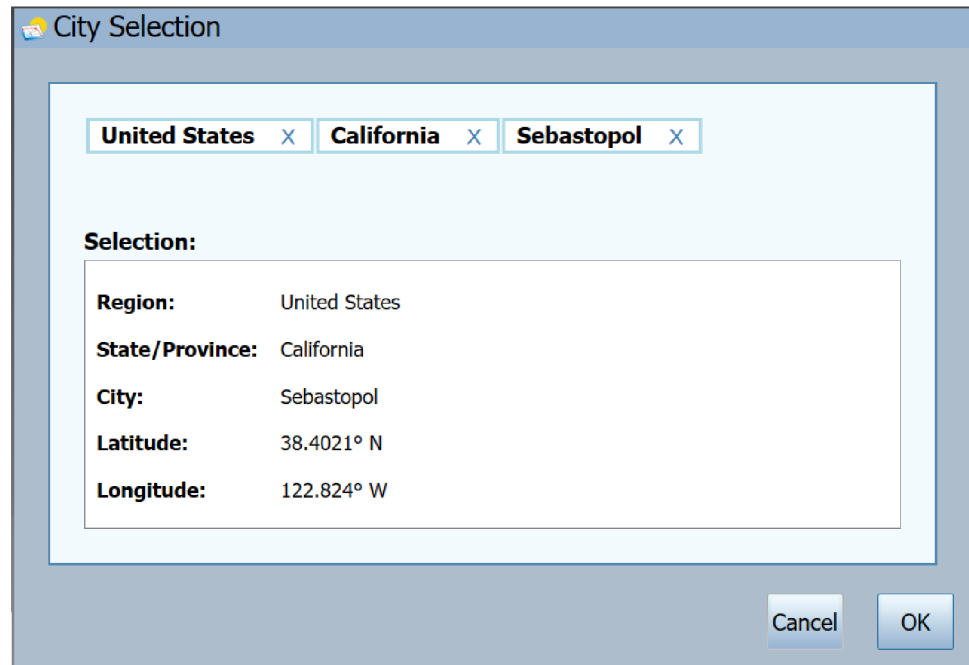 City Selection
United States X California X Sebastopol X
Selection:
Region: United States
State/Province: California
City: Sebastopol
Latitude: 38.4021° N
Longitude: 122.824° W
Cancel OK